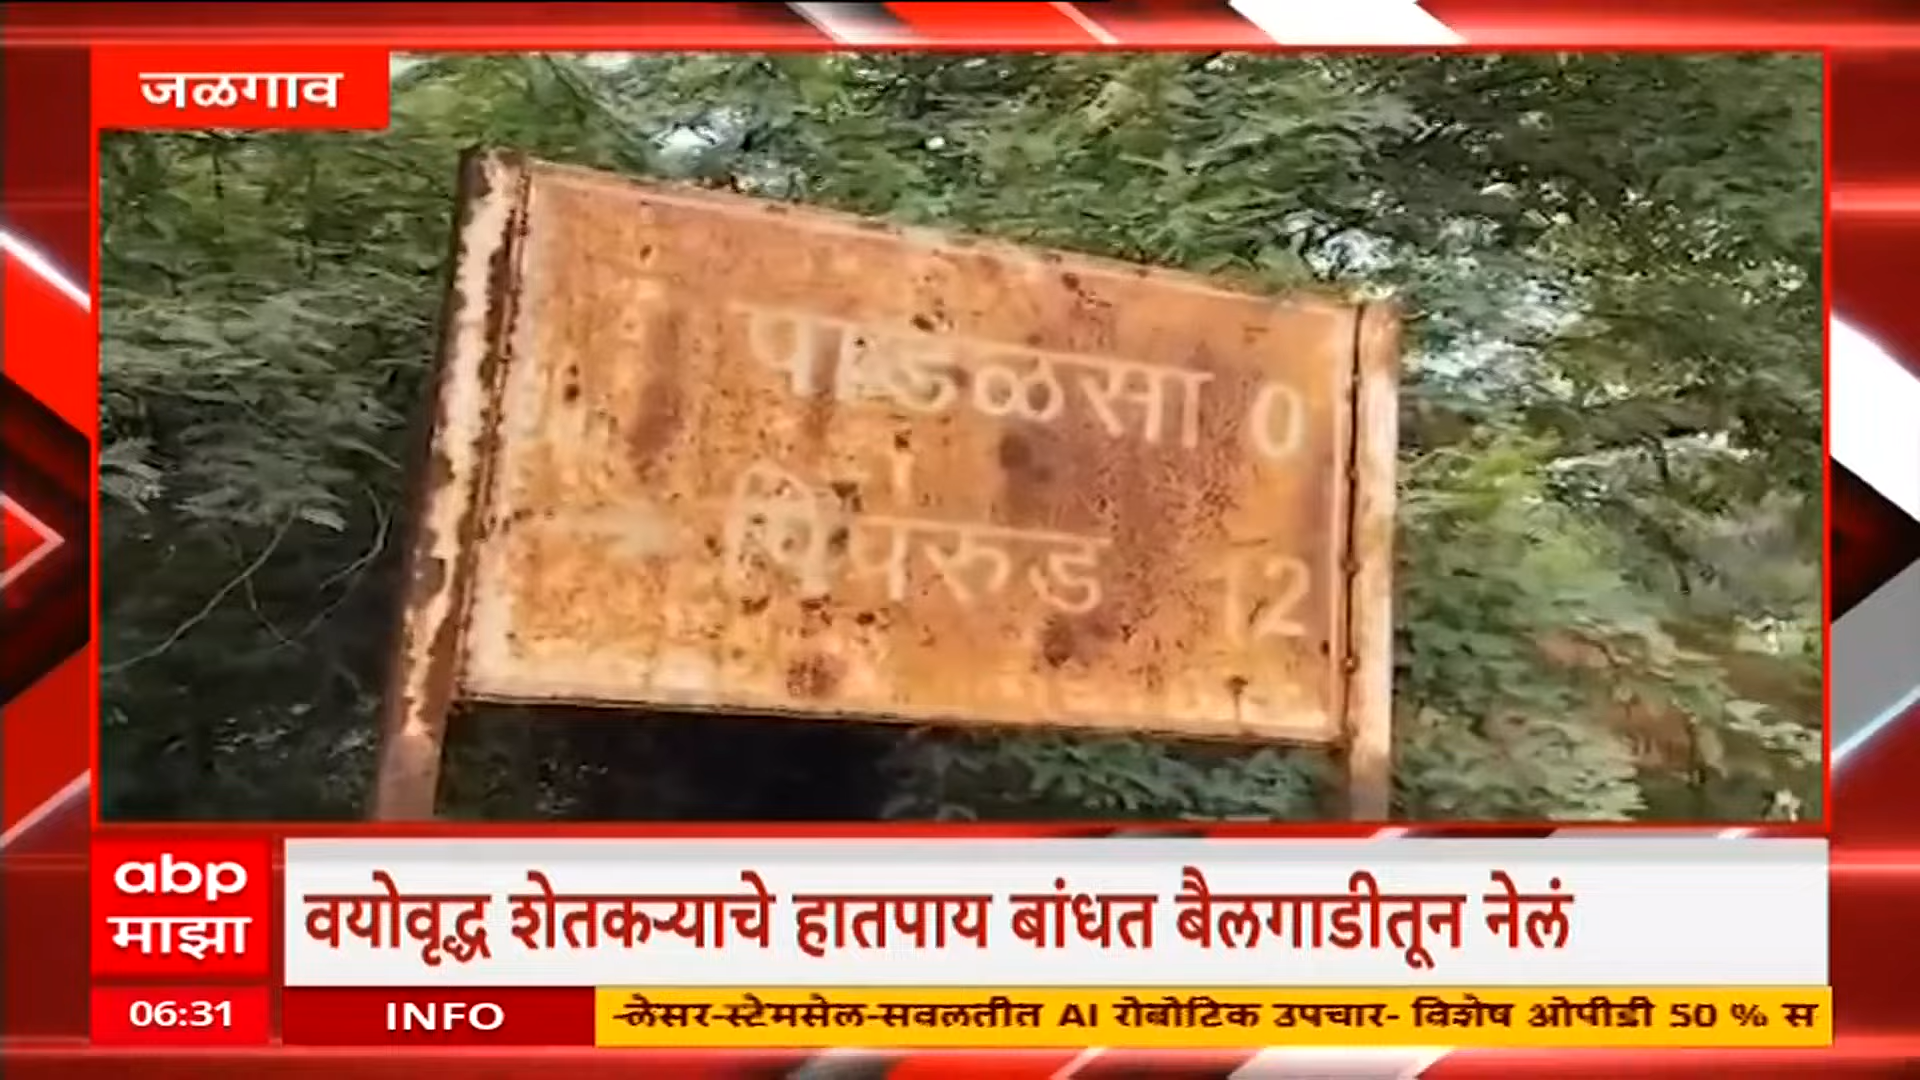 जळगाव
पाडळसा 0
पिंपरुड 12
abp
माझा
वयोवृद्ध शेतकऱ्याचे हातपाय बांधत बैलगाडीतून नेलं
06:31
INFO
-लेसर-स्टेमसेल-सवलतीत AI रोबोटिक उपचार- विशेष ओपीडी 50 % स